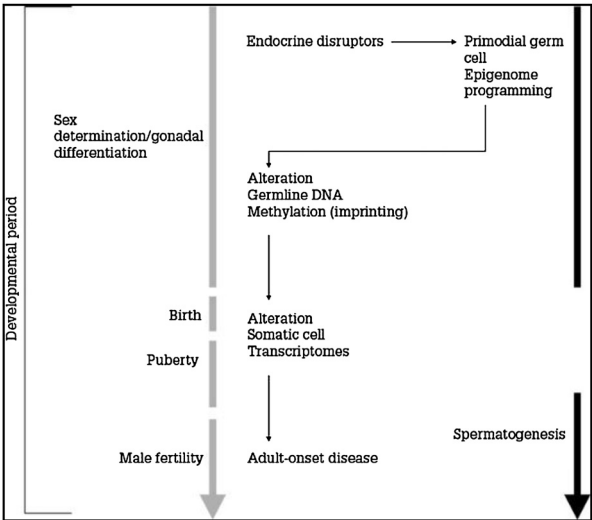 Endocrine disruptors
Primodial germ
cell
Epigenome
programming
Sex
determination/gonadal
differentiation
Alteration
Germline DNA
Methylation (imprinting)
Developmental period
Birth
Alteration
Somatic cell
Transcriptomes
Puberty
Spermatogenesis
Male fertility
Adult-onset disease